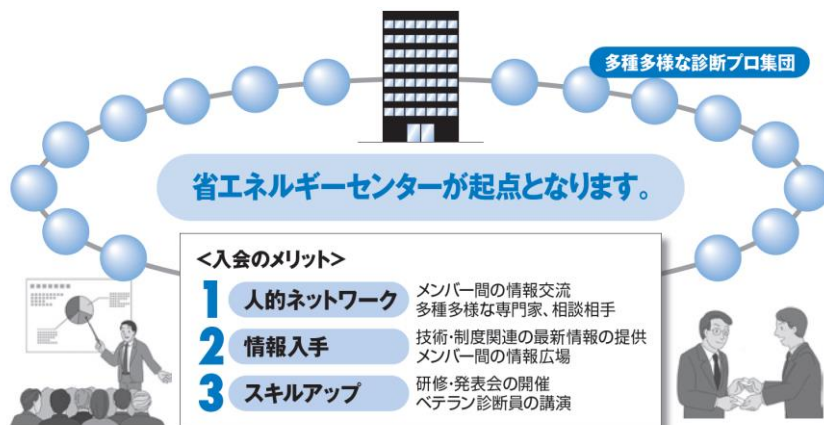 多種多様な診断プロ集団
省エネルギーセンターが起点となります。
<入会のメリット>
1 人的ネットワーク
メンバー間の情報交流
多種多様な専門家、相談相手
2 情報入手
技術・制度関連の最新情報の提供
メンバー間の情報広場
3 スキルアップ
研修・発表会の開催
ベテラン診断員の講演